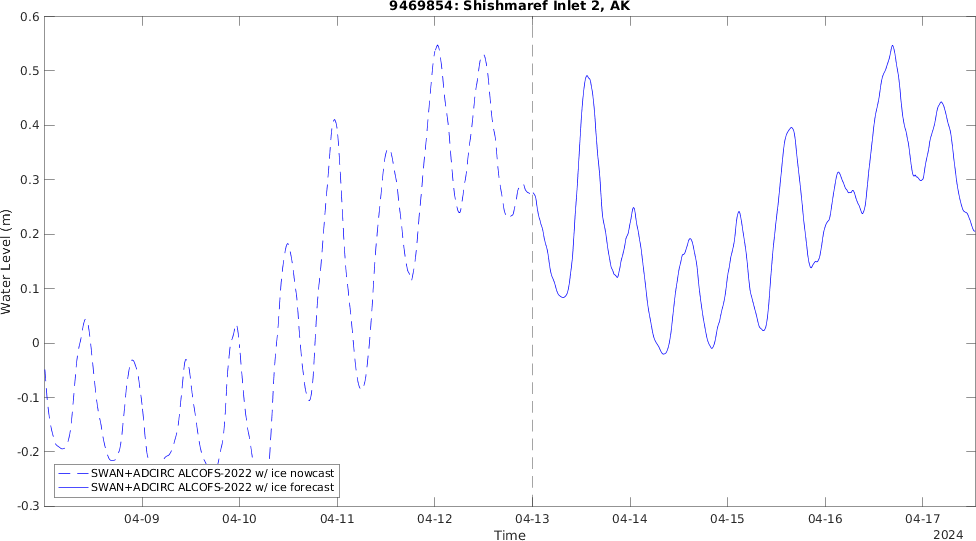 9469854: Shishmaref Inlet 2, AK
0.6
0.5
0.4
0.3
0.2
0.1
0
-0.1
-0.2
-0.3
Water Level (m)
SWAN+ADCIRC ALCOFS-2022 w/ ice nowcast
SWAN+ADCIRC ALCOFS-2022 w/ ice forecast
04-09 04-10 04-11 04-12 04-13 04-14 04-15 04-16 04-17
Time
2024